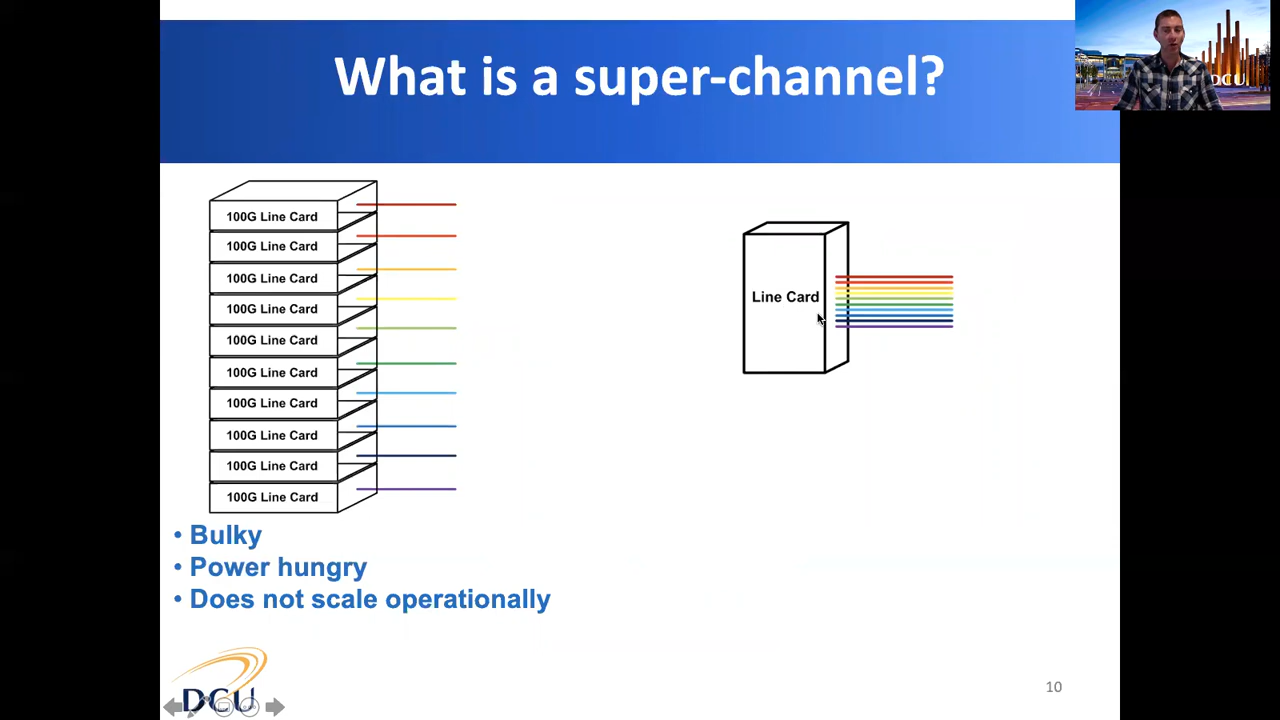 What is a super-channel?
DCU
100G Line Card
100G Line Card
100G Line Card
100G Line Card
100G Line Card
100G Line Card
100G Line Card
100G Line Card
100G Line Card
100G Line Card
Line Card
• Bulky
• Power hungry
• Does not scale operationally
DCU
10